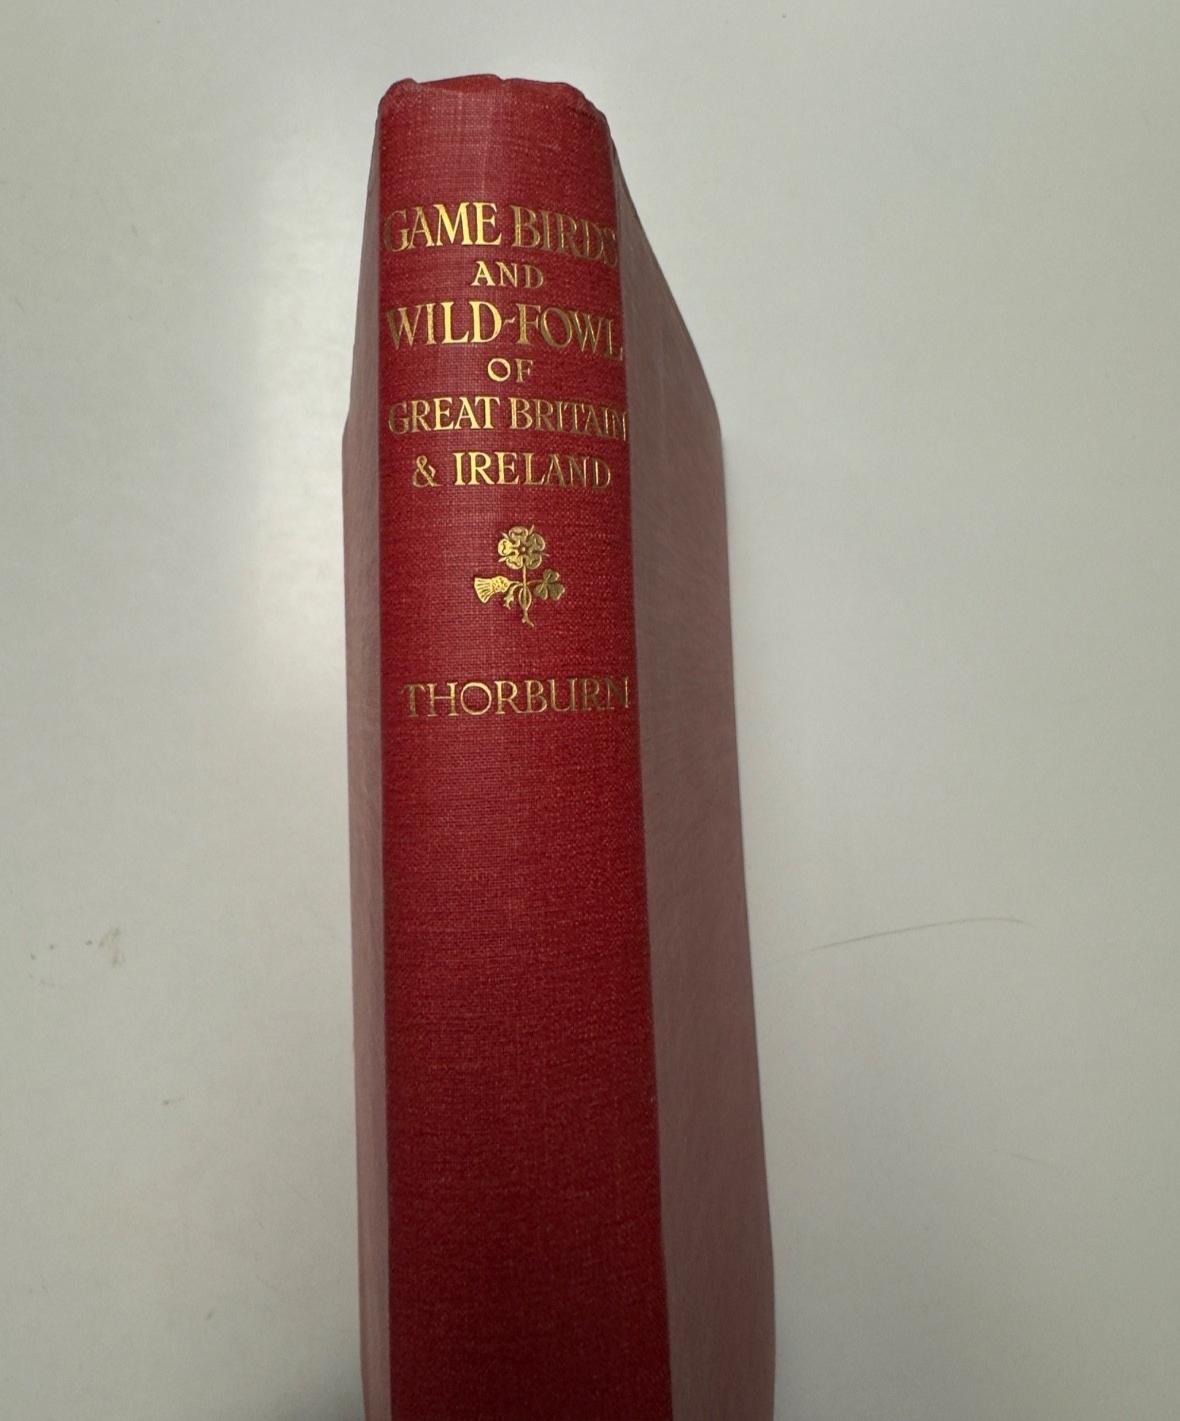 GAME BIRDS
AND
WILD-FOWL
OF
GREAT BRITAIN
& IRELAND
THORBURN